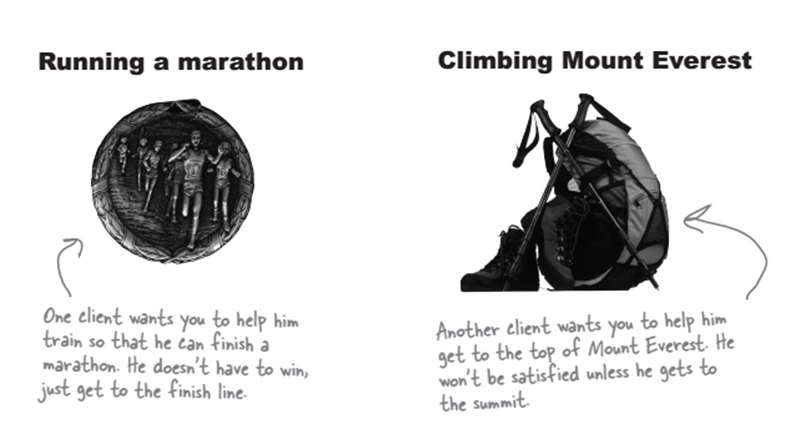 Running a marathon
Climbing Mount Everest
One client wants you to help him
train so that he can finish a
marathon. He doesn't have to win,
just get to the finish line.
Another client wants you to help him
get to the top of Mount Everest. He
won't be satisfied unless he gets to
the summit.